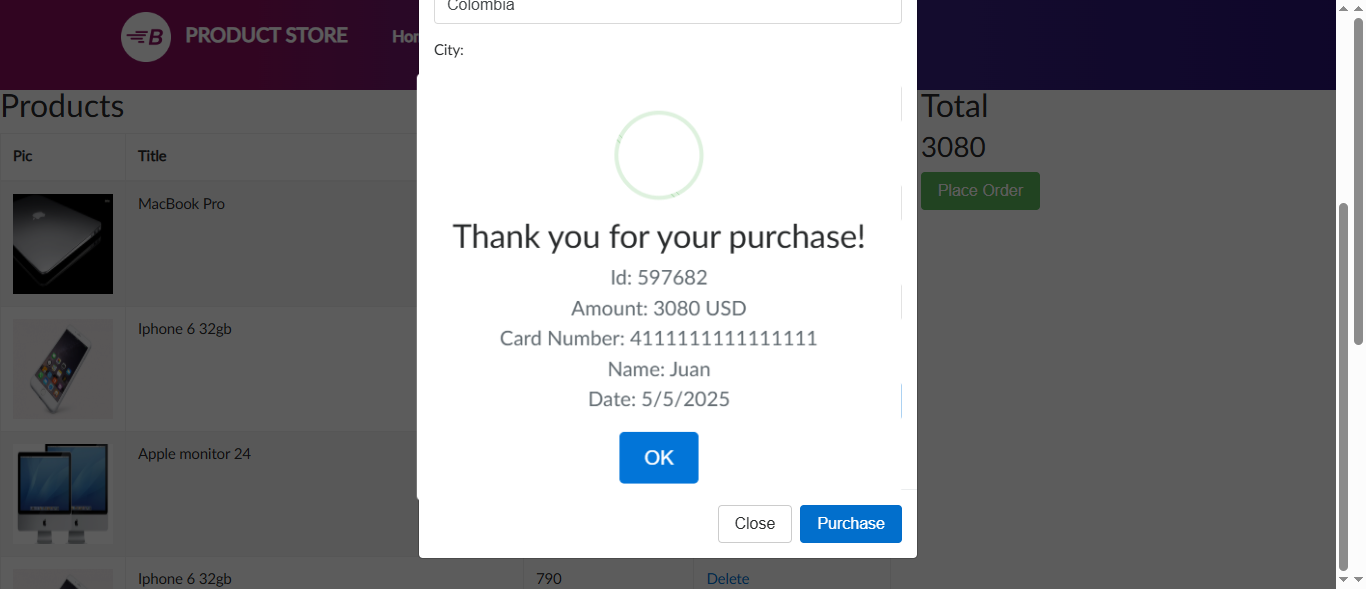 Colombia
PRODUCT STORE
City:
Products
Total
3080
Pic Title
Place Order
MacBook Pro
Thank you for your purchase!
Id: 597682
Amount: 3080 USD
Iphone 6 32gb
Card Number: 4111111111111111
Name: Juan
Date: 5/5/2025
Apple monitor 24
OK
Close Purchase
Iphone 6 32gb 790 Delete